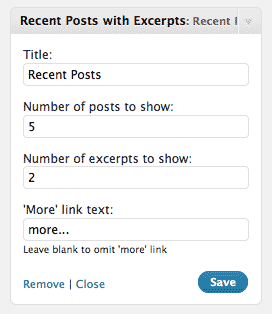 Recent Posts with Excerpts: Recent
Title:
Recent Posts
Number of posts to show:
5
Number of excerpts to show:
2
'More' link text:
more...
Leave blank to omit 'more' link
Remove | Close
Save